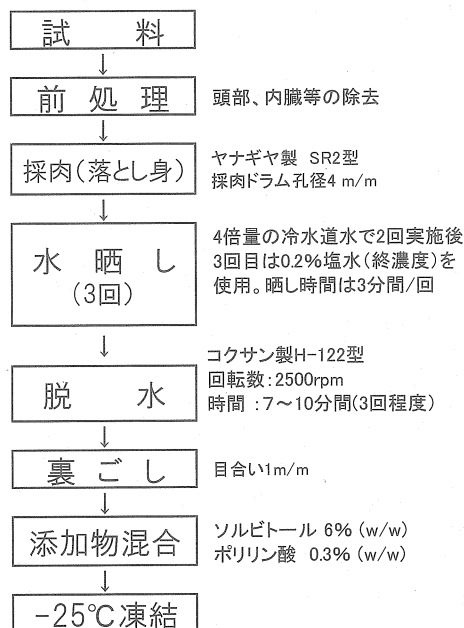 試　料
↓
前 処 理
頭部、内臓等の除去
↓
採肉（落とし身）
ヤナギヤ製　SR2型
採肉ドラム孔径4 m/m
↓
水 晒 し
（3回）
4倍量の冷水道水で2回実施後
3回目は0.2％塩水（終濃度）を
使用。晒し時間は3分間/回
↓
脱　水
コクサン製H-122型
回転数：2500rpm
時間 ：7～10分間（3回程度）
↓
裏 ご し
目合い1m/m
↓
添加物混合
ソルビトール 6％ （w/w）
ポリリン酸　0.3％ （w/w）
↓
-25℃凍結